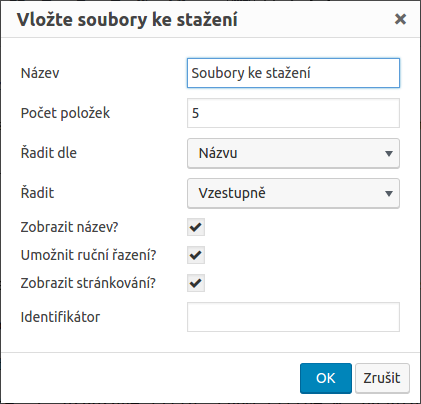 Vložte soubory ke stažení
Název
Soubory ke stažení
Počet položek
5
Řadit dle
Názvu
Řadit
Vzestupně
Zobrazit název?
Umožnit ruční řazení?
Zobrazit stránkování?
Identifikátor
OK
Zrušit